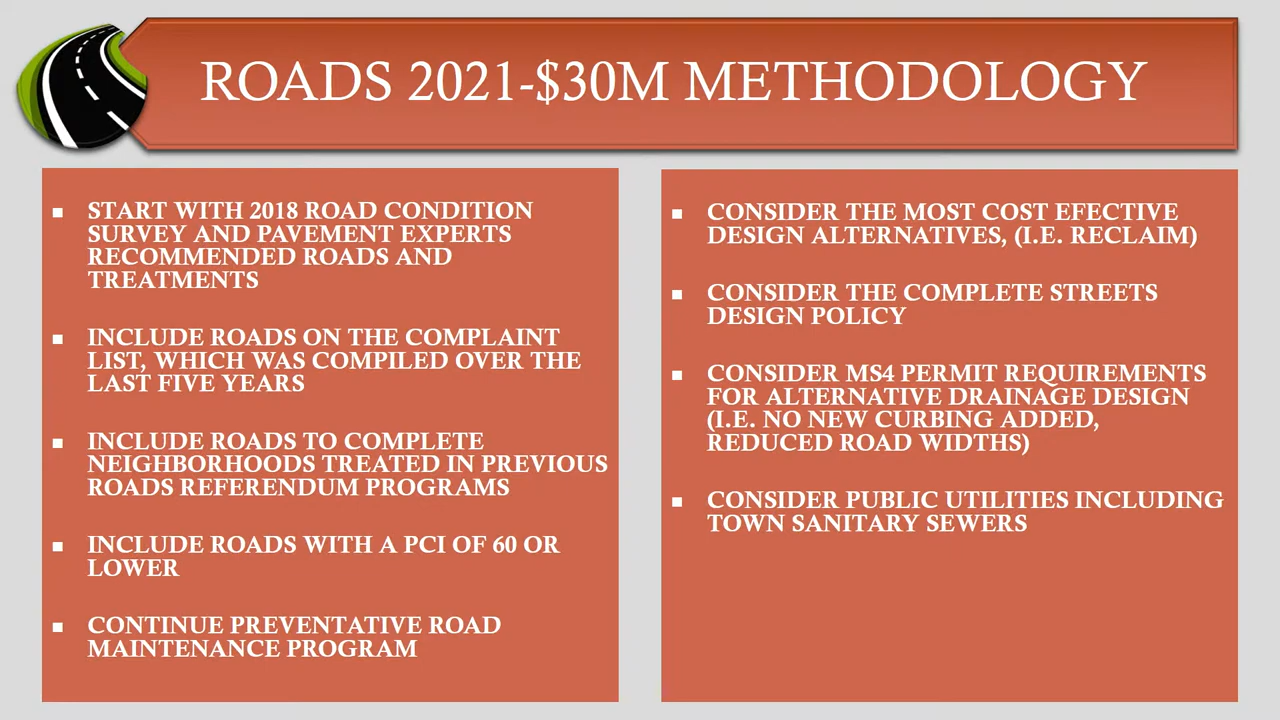 ROADS 2021-$30M METHODOLOGY
▪ START WITH 2018 ROAD CONDITION
SURVEY AND PAVEMENT EXPERTS
RECOMMENDED ROADS AND
TREATMENTS
▪ INCLUDE ROADS ON THE COMPLAINT
LIST, WHICH WAS COMPILED OVER THE
LAST FIVE YEARS
▪ INCLUDE ROADS TO COMPLETE
NEIGHBORHOODS TREATED IN PREVIOUS
ROADS REFERENDUM PROGRAMS
▪ INCLUDE ROADS WITH A PCI OF 60 OR
LOWER
▪ CONTINUE PREVENTATIVE ROAD
MAINTENANCE PROGRAM
▪ CONSIDER THE MOST COST EFECTIVE
DESIGN ALTERNATIVES, (I.E. RECLAIM)
▪ CONSIDER THE COMPLETE STREETS
DESIGN POLICY
▪ CONSIDER MS4 PERMIT REQUIREMENTS
FOR ALTERNATIVE DRAINAGE DESIGN
(I.E. NO NEW CURBING ADDED,
REDUCED ROAD WIDTHS)
▪ CONSIDER PUBLIC UTILITIES INCLUDING
TOWN SANITARY SEWERS